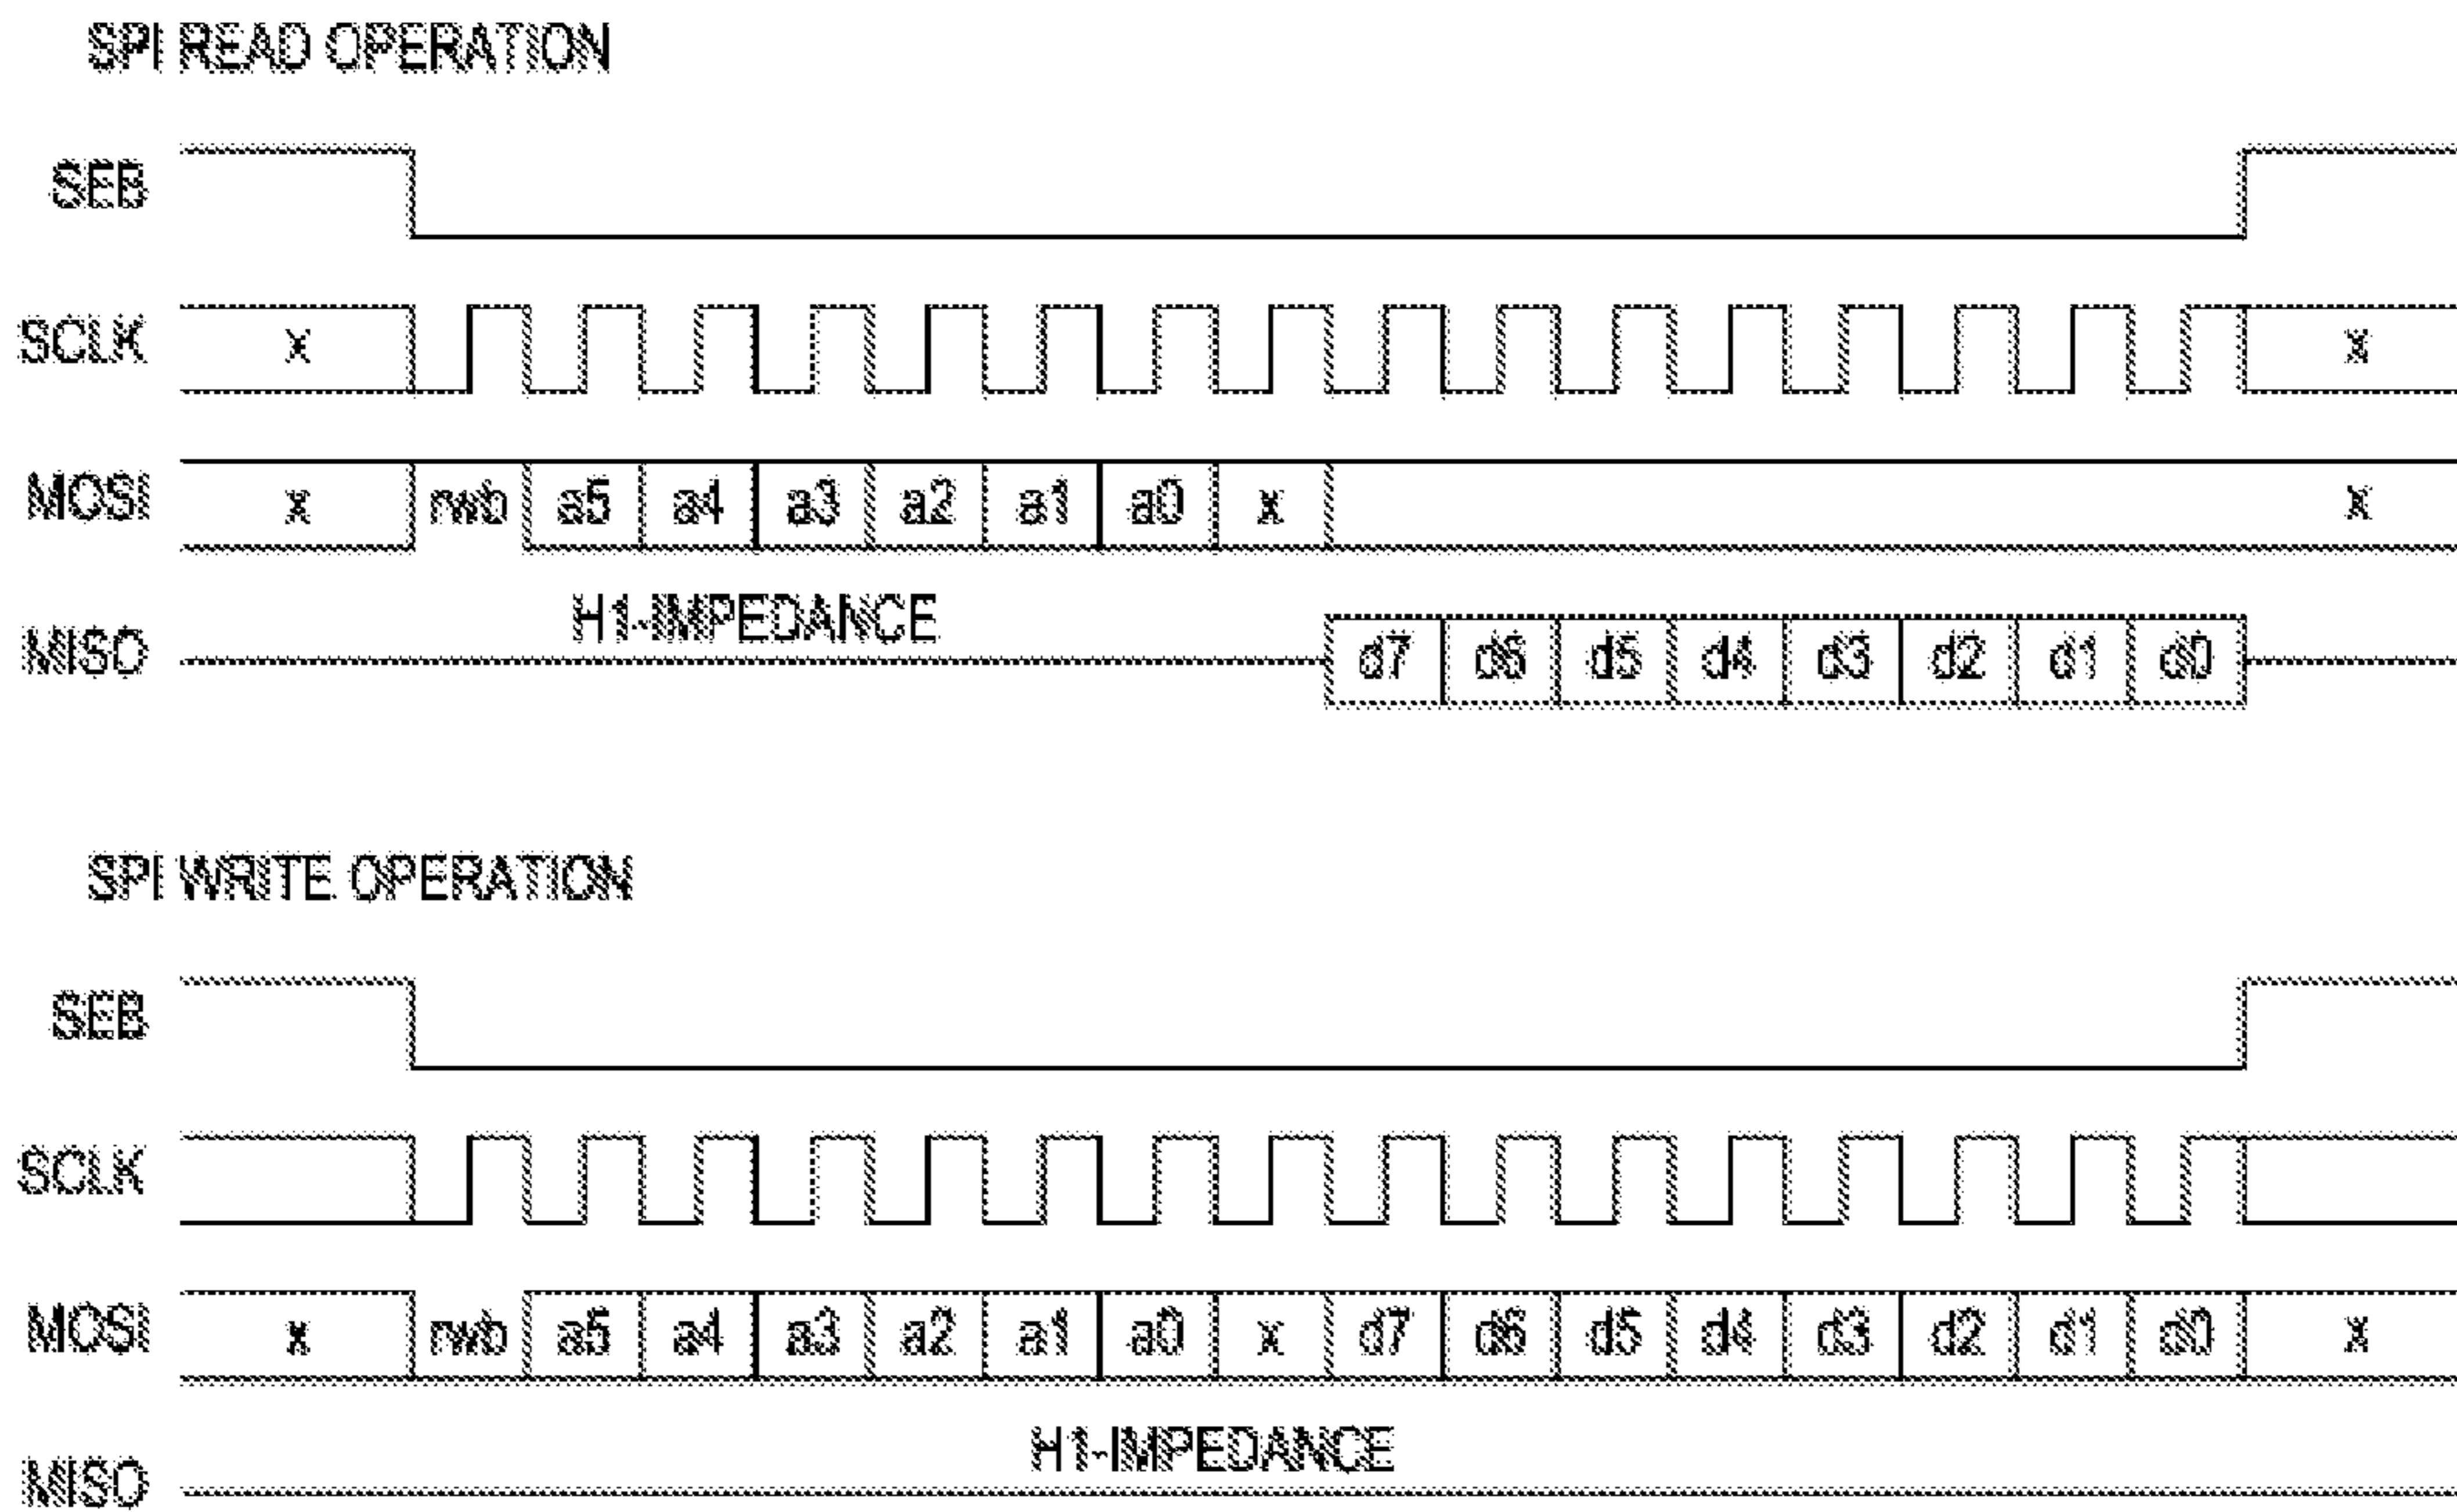 SPI READ OPERATION
SEB
SCLK x x
MOSI x rwb a5 a4 a3 a2 a1 a0 x x
H1-IMPEDANCE
MISO d7 d6 d5 d4 d3 d2 d1 d0
SPI WRITE OPERATION
SEB
SCLK
MOSI x rwb a5 a4 a3 a2 a1 a0 x d7 d6 d5 d4 d3 d2 d1 d0 x
H1-IMPEDANCE
MISO